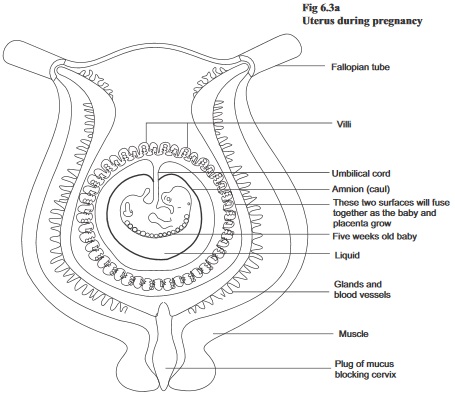 Fig 6.3a
Uterus during pregnancy
Fallopian tube
Villi
Umbilical cord
Amnion (caul)
These two surfaces will fuse
together as the baby and
placenta grow
Five weeks old baby
Liquid
Glands and
blood vessels
Muscle
Plug of mucus
blocking cervix